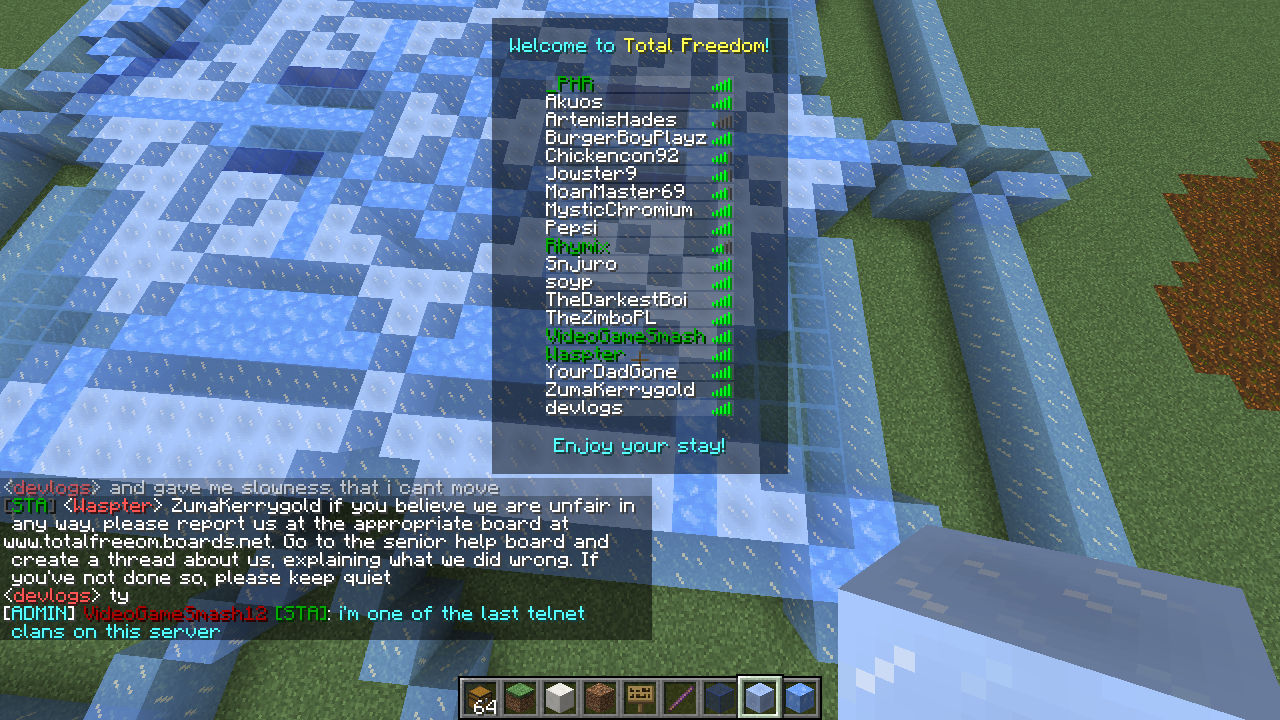 Welcome to Total Freedom!
_PHR
Akuos
ArtemisHades
BurgerBoyPlayz
Chickencon92
Jowster9
MoanMaster69
MysticChromium
Pepsi
Rhymix
Snjuro
soyp
TheDarkestBoi
TheZimboPL
VideoGameSmash
Waspter
YourDadGone
ZumaKerrygold
devlogs
Enjoy your stay!
<devlogs> and gave me slowness that i cant move
[STA] <Waspter> ZumaKerrygold if you believe we are unfair in
any way, please report us at the appropriate board at
www.totalfreeom.boards.net. Go to the senior help board and
create a thread about us, explaining what we did wrong. If
you've not done so, please keep quiet
<devlogs> ty
[ADMIN] VideoGameSmash12 [STA]: i'm one of the last telnet
clans on this server
64